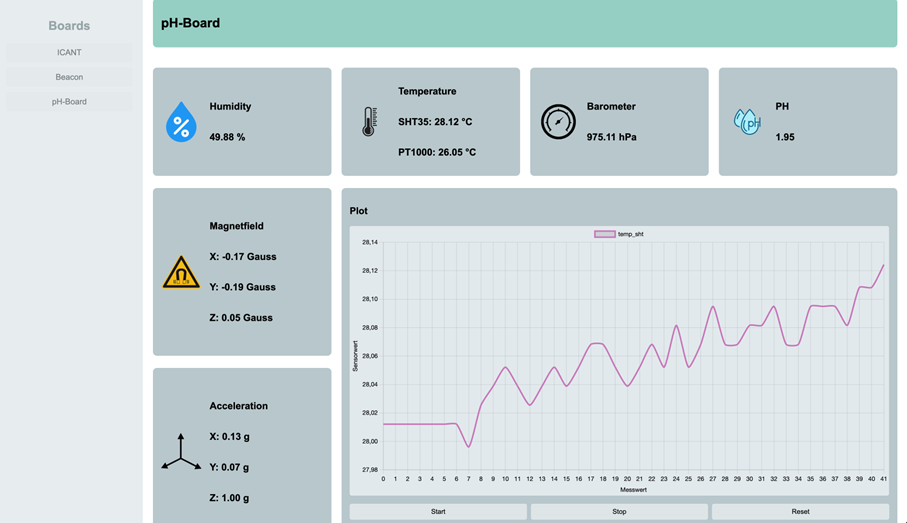 Boards
ICANT
Beacon
pH-Board
pH-Board
Humidity
49.88 %
Temperature
SHT35: 28.12 °C
PT1000: 26.05 °C
Barometer
975.11 hPa
pH
PH
1.95
Magnetfield
X: -0.17 Gauss
Y: -0.19 Gauss
Z: 0.05 Gauss
Acceleration
X: 0.13 g
Y: 0.07 g
Z: 1.00 g
Plot
temp_sht
28,14
28,12
28,10
28,08
28,06
28,04
28,02
28,00
27,98
Sensorwert
0 1 2 3 4 5 6 7 8 9 10 11 12 13 14 15 16 17 18 19 20 21 22 23 24 25 26 27 28 29 30 31 32 33 34 35 36 37 38 39 40 41
Messwert
Start Stop Reset